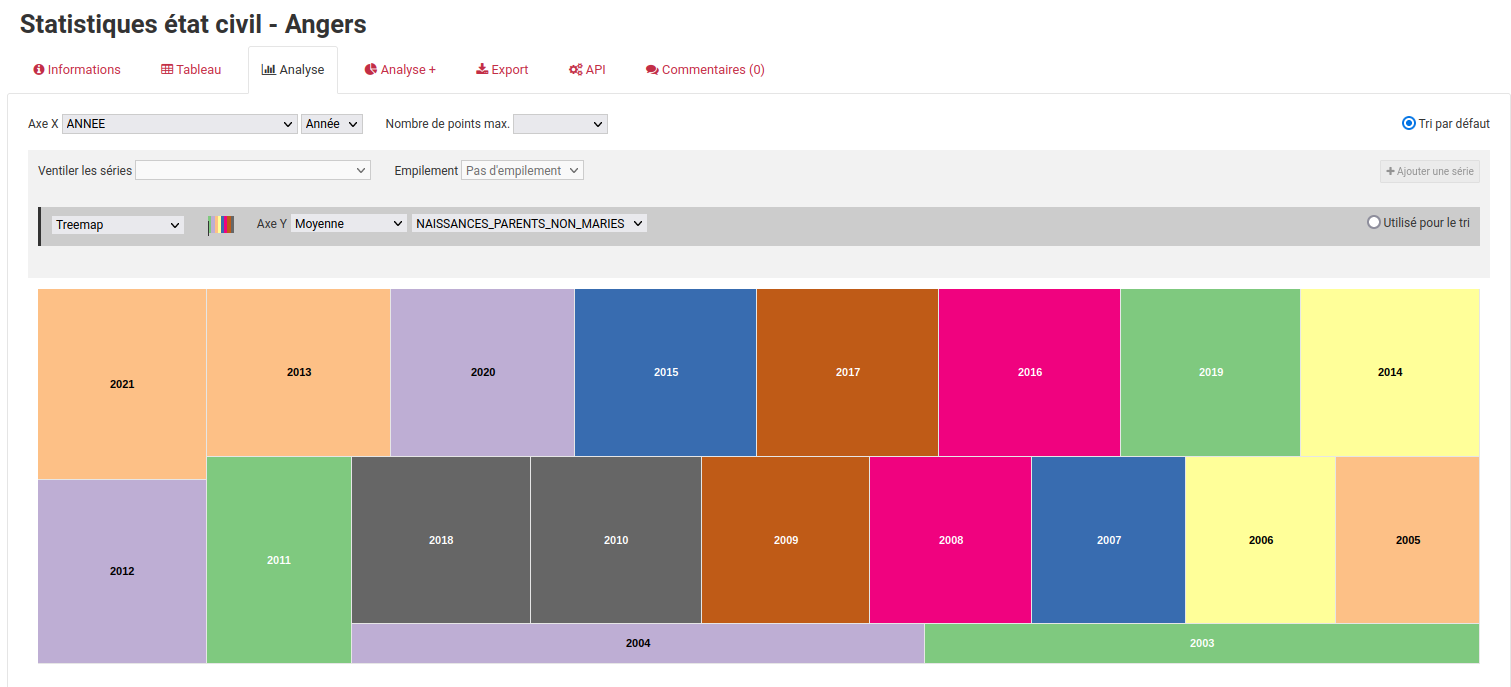 Statistiques état civil - Angers
Informations Tableau Analyse Analyse + Export API Commentaires (0)
Axe X ANNEE Année Nombre de points max. Tri par défaut
Ventiler les séries Empilement Pas d'empilement Ajouter une série
Treemap Axe Y Moyenne NAISSANCES_PARENTS_NON_MARIES Utilisé pour le tri
2021 2013 2020 2015 2017 2016 2019 2014
2012 2011 2018 2010 2009 2008 2007 2006 2005
2004 2003